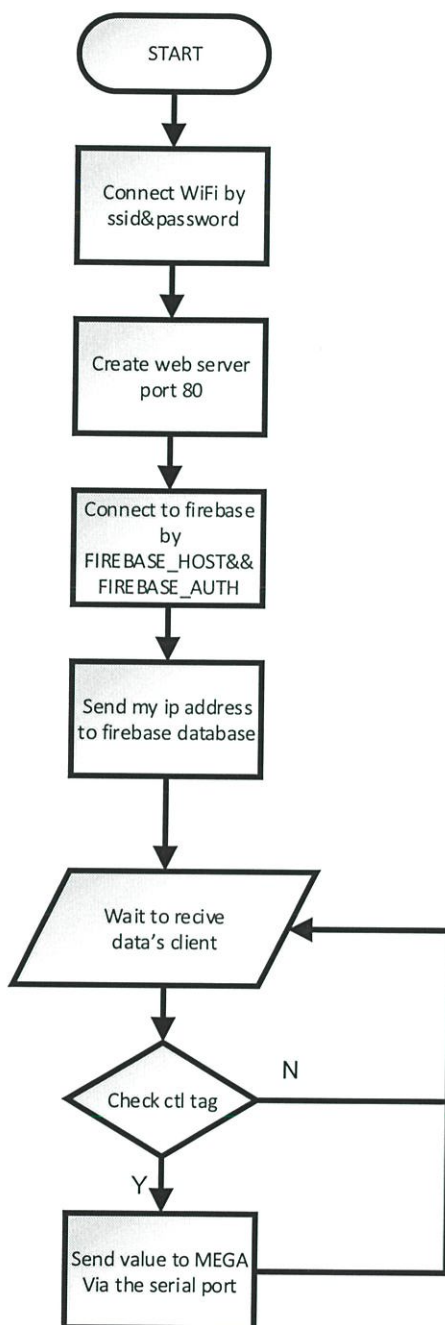 START
Connect WiFi by
ssid&password
Create web server
port 80
Connect to firebase
by
FIREBASE_HOST&&
FIREBASE_AUTH
Send my ip address
to firebase database
Wait to recive
data's client
Check ctl tag
N
Y
Send value to MEGA
Via the serial port